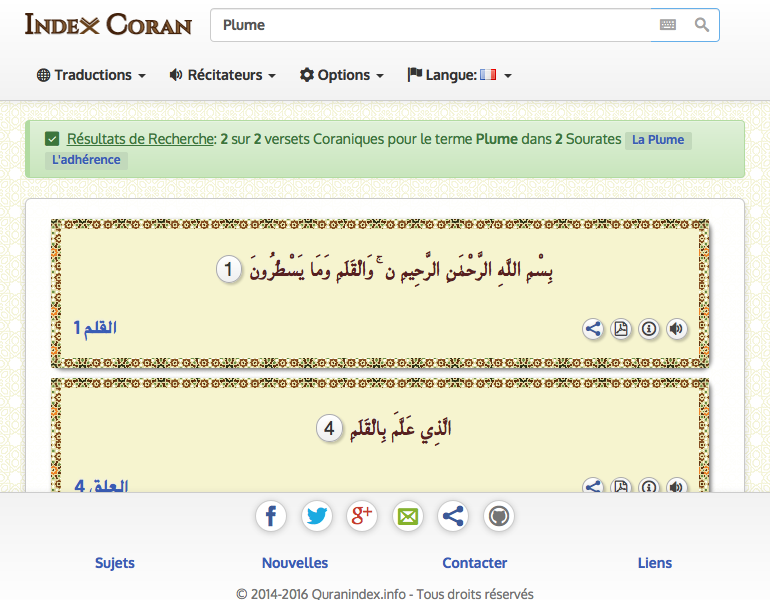 Index Coran
Plume
Traductions
Récitateurs
Options
Langue:
Résultats de Recherche: 2 sur 2 versets Coraniques pour le terme Plume dans 2 Sourates La Plume
L'adhérence
بِسْمِ اللَّهِ الرَّحْمَٰنِ الرَّحِيمِ ن ۚ وَالْقَلَمِ وَمَا يَسْطُرُونَ 1
القلم 1
الَّذِي عَلَّمَ بِالْقَلَمِ 4
العلق 4
Sujets
Nouvelles
Contacter
Liens
© 2014-2016 Quranindex.info - Tous droits réservés